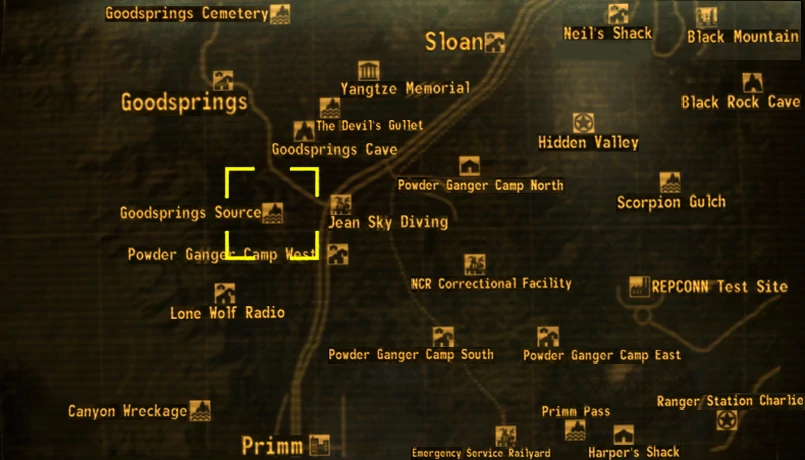 Goodsprings Cemetery
Neil's Shack
Black Mountain
Sloan
Yangtze Memorial
Goodsprings
Black Rock Cave
The Devil's Gullet
Goodsprings Cave
Hidden Valley
Powder Ganger Camp North
Scorpion Gulch
Goodsprings Source
Jean Sky Diving
Powder Ganger Camp West
NCR Correctional Facility
REPCONN Test Site
Lone Wolf Radio
Powder Ganger Camp South
Powder Ganger Camp East
Canyon Wreckage
Ranger Station Charlie
Primm Pass
Primm
Emergency Service Railyard
Harper's Shack